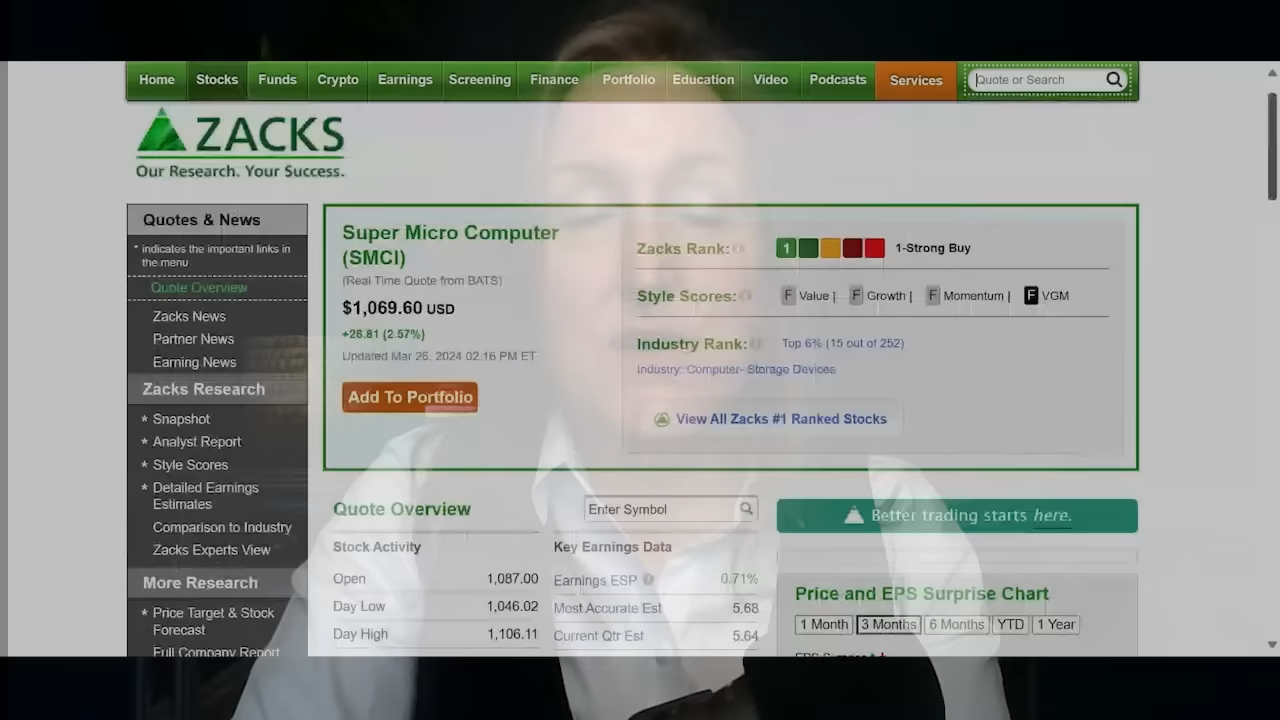 Home Stocks Funds Crypto Earnings Screening Finance Portfolio Education Video Podcasts Services Quote or Search
ZACKS
Our Research. Your Success.
Quotes & News
* indicates the important links in
the menu
Quote Overview
Zacks News
Partner News
Earning News
Zacks Research
* Snapshot
* Analyst Report
* Style Scores
* Detailed Earnings
Estimates
Comparison to Industry
Zacks Experts View
More Research
* Price Target & Stock
Forecast
Full Company Report
Super Micro Computer
(SMCI)
(Real Time Quote from BATS)
$1,069.60 USD
+26.81 (2.57%)
Updated Mar 26, 2024 02:16 PM ET
Add To Portfolio
Zacks Rank: 1 1-Strong Buy
Style Scores: F Value | F Growth | F Momentum | F VGM
Industry Rank: Top 6% (15 out of 252)
Industry: Computer- Storage Devices
View All Zacks #1 Ranked Stocks
Quote Overview
Enter Symbol
Stock Activity
Open 1,087.00
Day Low 1,046.02
Day High 1,106.11
Key Earnings Data
Earnings ESP 0.71%
Most Accurate Est 5.68
Current Qtr Est 5.64
Better trading starts here.
Price and EPS Surprise Chart
1 Month 3 Months 6 Months YTD 1 Year